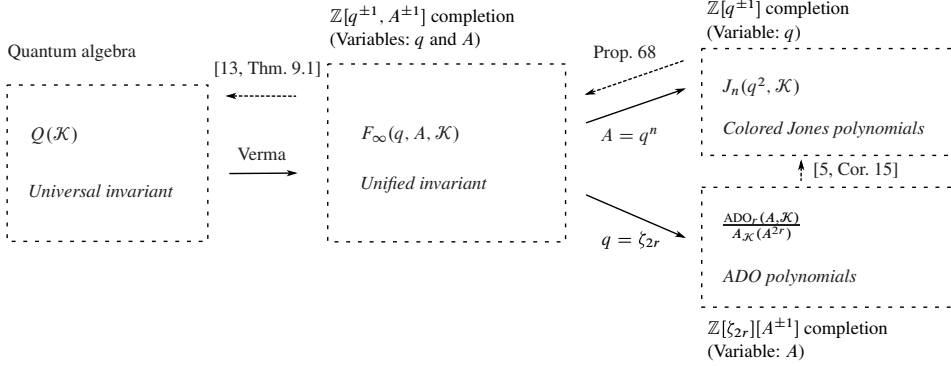 ℤ[q^{±1}, A^{±1}] completion
(Variables: q and A)
ℤ[q^{±1}] completion
(Variable: q)
Quantum algebra
[13, Thm. 9.1]
Prop. 68
Q(𝒦)
Universal invariant
Verma
F_∞(q, A, 𝒦)
Unified invariant
A = q^n
J_n(q^2, 𝒦)
Colored Jones polynomials
[5, Cor. 15]
q = ζ_{2r}
ADO_r(A,𝒦)
A_𝒦(A^{2r})
ADO polynomials
ℤ[ζ_{2r}][A^{±1}] completion
(Variable: A)